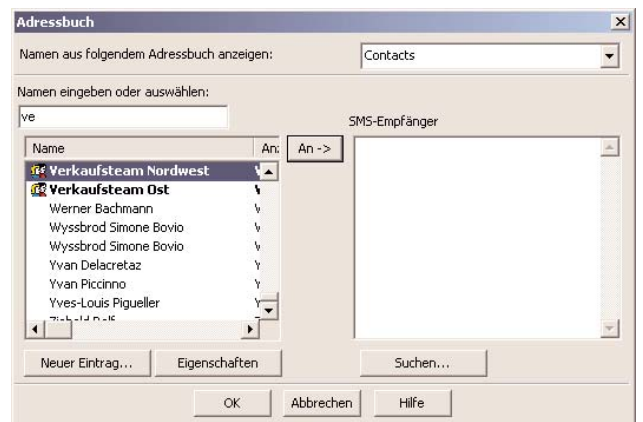 Adressbuch
Namen aus folgendem Adressbuch anzeigen:
Contacts
Namen eingeben oder auswählen:
ve
SMS-Empfänger
Name
An:
An ->
Verkaufsteam Nordwest
Verkaufsteam Ost
Werner Bachmann
Wyssbrod Simone Bovio
Wyssbrod Simone Bovio
Yvan Delacretaz
Yvan Piccinno
Yves-Louis Pigueller
Neuer Eintrag...
Eigenschaften
Suchen...
OK
Abbrechen
Hilfe